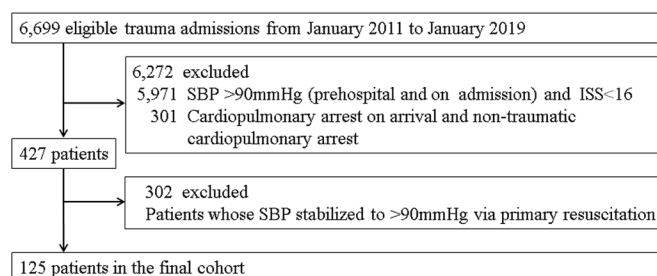 6,699 eligible trauma admissions from January 2011 to January 2019
6,272 excluded
5,971 SBP >90mmHg (prehospital and on admission) and ISS<16
301 Cardiopulmonary arrest on arrival and non-traumatic
cardiopulmonary arrest
427 patients
302 excluded
Patients whose SBP stabilized to >90mmHg via primary resuscitation
125 patients in the final cohort